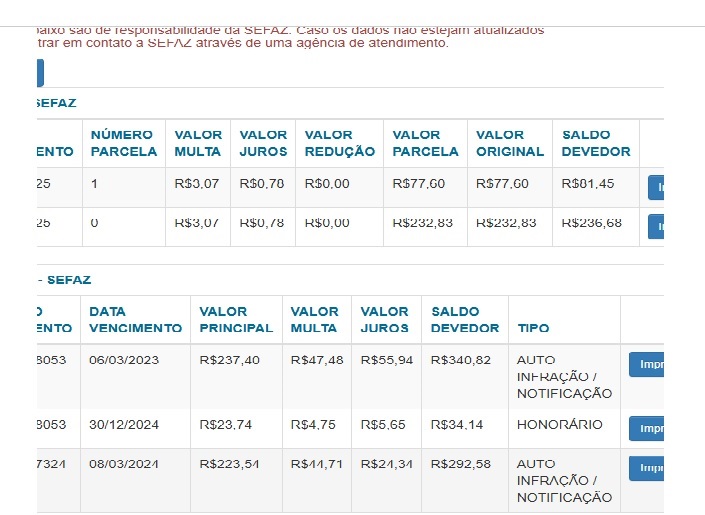 são de responsabilidade da SEFAZ. Caso os dados não estejam atualizados
trar em contato a SEFAZ através de uma agência de atendimento.
SEFAZ
ENTO NÚMERO PARCELA VALOR MULTA VALOR JUROS VALOR REDUÇÃO VALOR PARCELA VALOR ORIGINAL SALDO DEVEDOR
25 1 R$3,07 R$0,78 R$0,00 R$77,60 R$77,60 R$81,45
25 0 R$3,07 R$0,78 R$0,00 R$232,83 R$232,83 R$236,68
- SEFAZ
ENTO DATA VENCIMENTO VALOR PRINCIPAL VALOR MULTA VALOR JUROS SALDO DEVEDOR TIPO
8053 06/03/2023 R$237,40 R$47,48 R$55,94 R$340,82 AUTO INFRAÇÃO / NOTIFICAÇÃO Impr
8053 30/12/2024 R$23,74 R$4,75 R$5,65 R$34,14 HONORÁRIO Impr
7324 08/03/2024 R$223,54 R$44,71 R$24,34 R$292,58 AUTO INFRAÇÃO / NOTIFICAÇÃO Impr